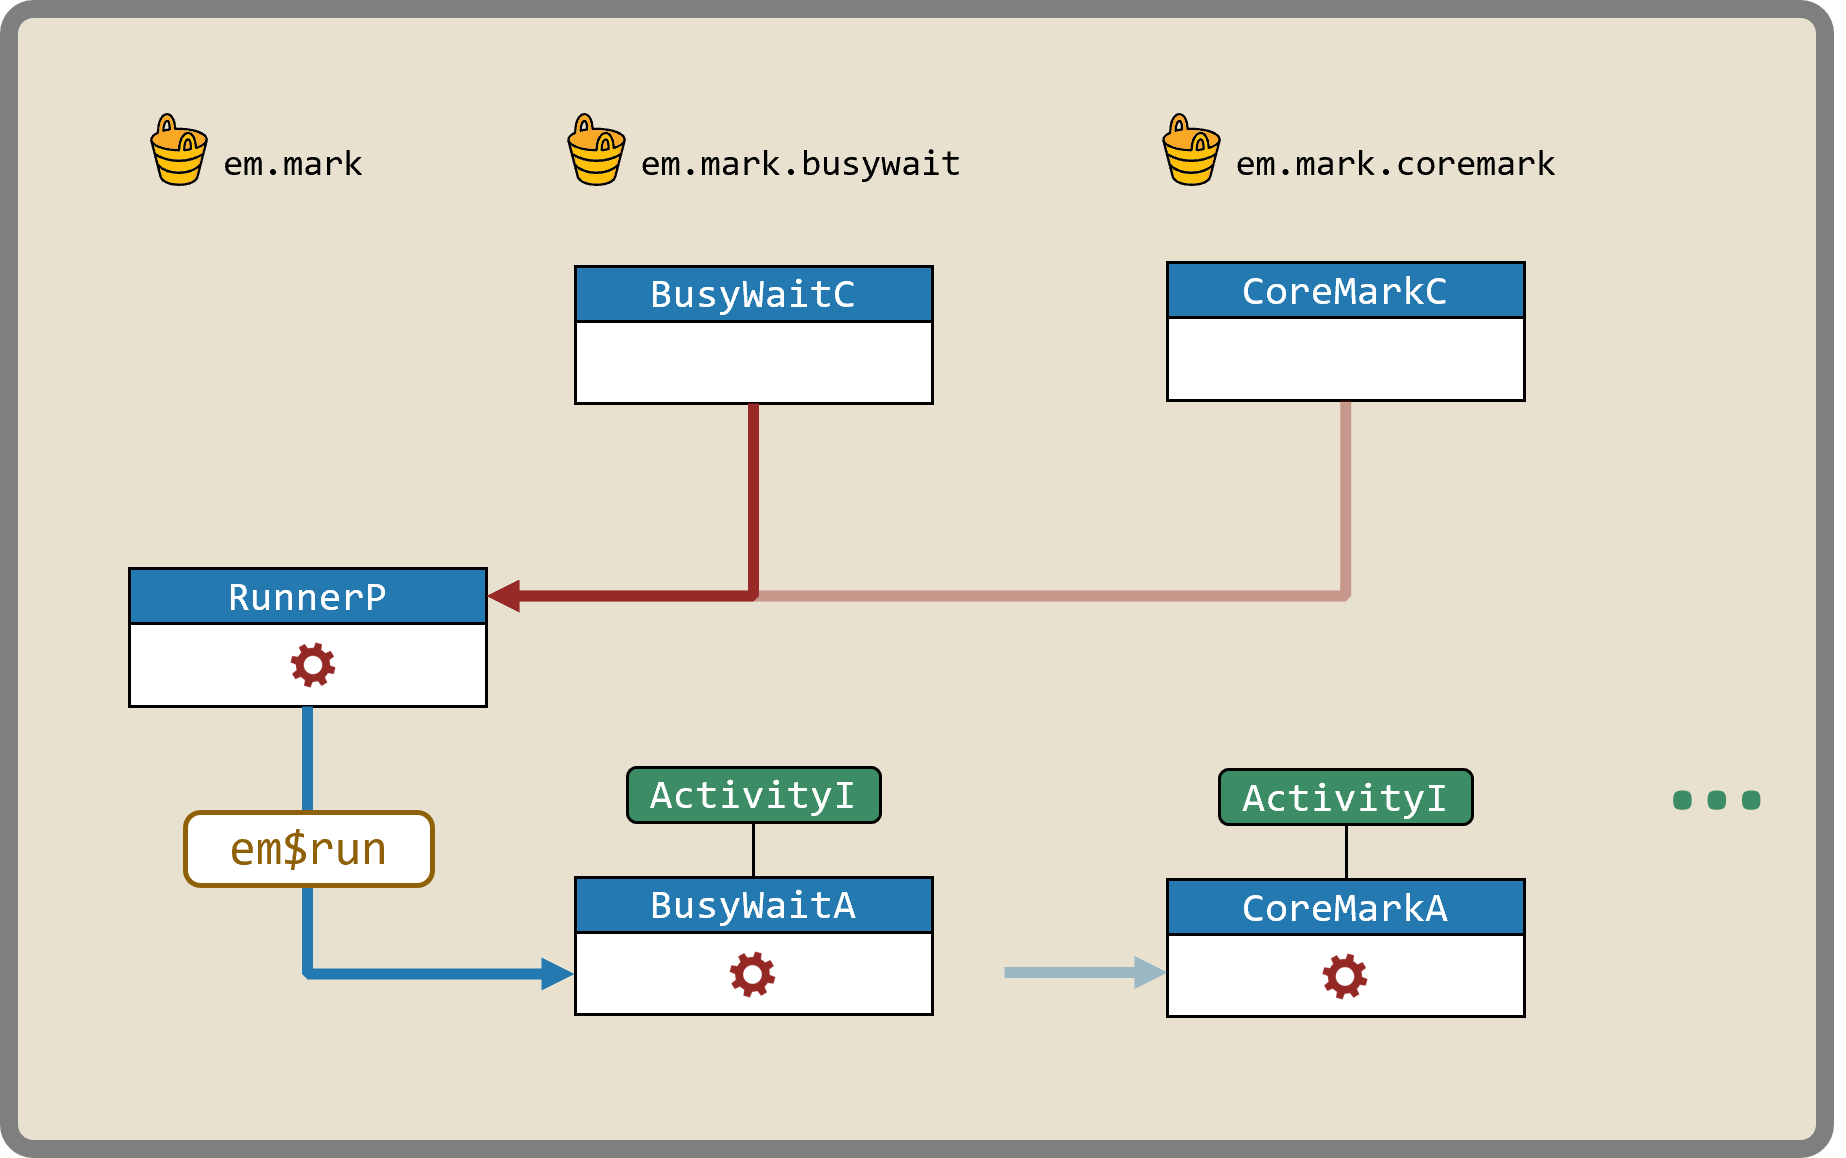 em.mark
em.mark.busywait
em.mark.coremark
BusyWaitC
CoreMarkC
RunnerP
ActivityI
ActivityI
em$run
BusyWaitA
CoreMarkA